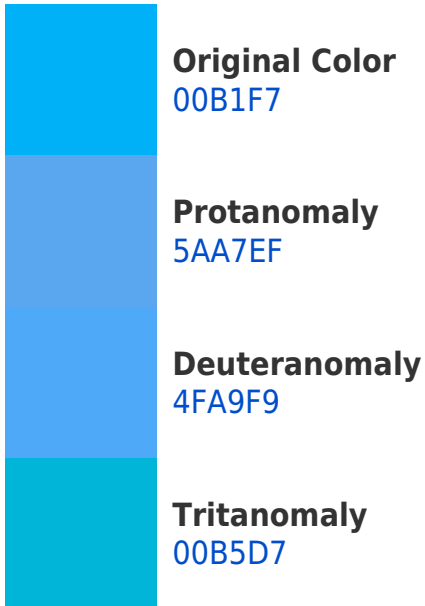 Original Color
00B1F7
Protanomaly
5AA7EF
Deuteranomaly
4FA9F9
Tritanomaly
00B5D7